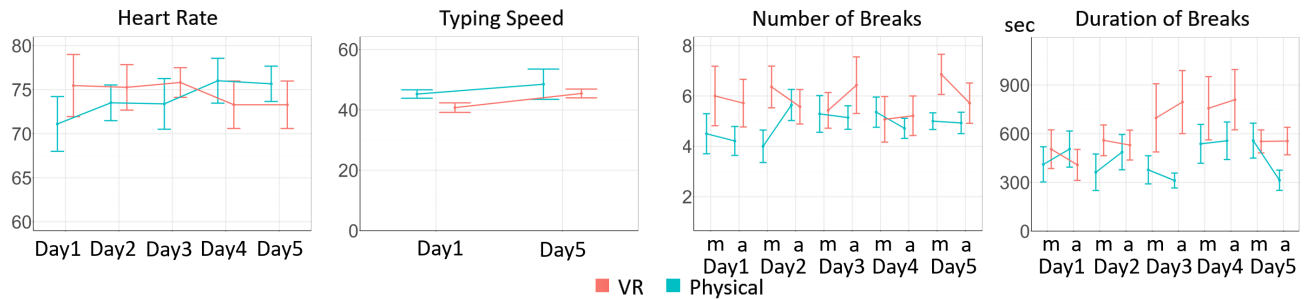 Heart Rate
80
75
70
65
60
Day1 Day2 Day3 Day4 Day5
Typing Speed
60
40
20
0
Day1 Day5
Number of Breaks
8
6
4
2
m a m a m a m a m a
Day1 Day2 Day3 Day4 Day5
sec Duration of Breaks
900
600
300
0
m a m a m a m a m a
Day1 Day2 Day3 Day4 Day5
VR Physical